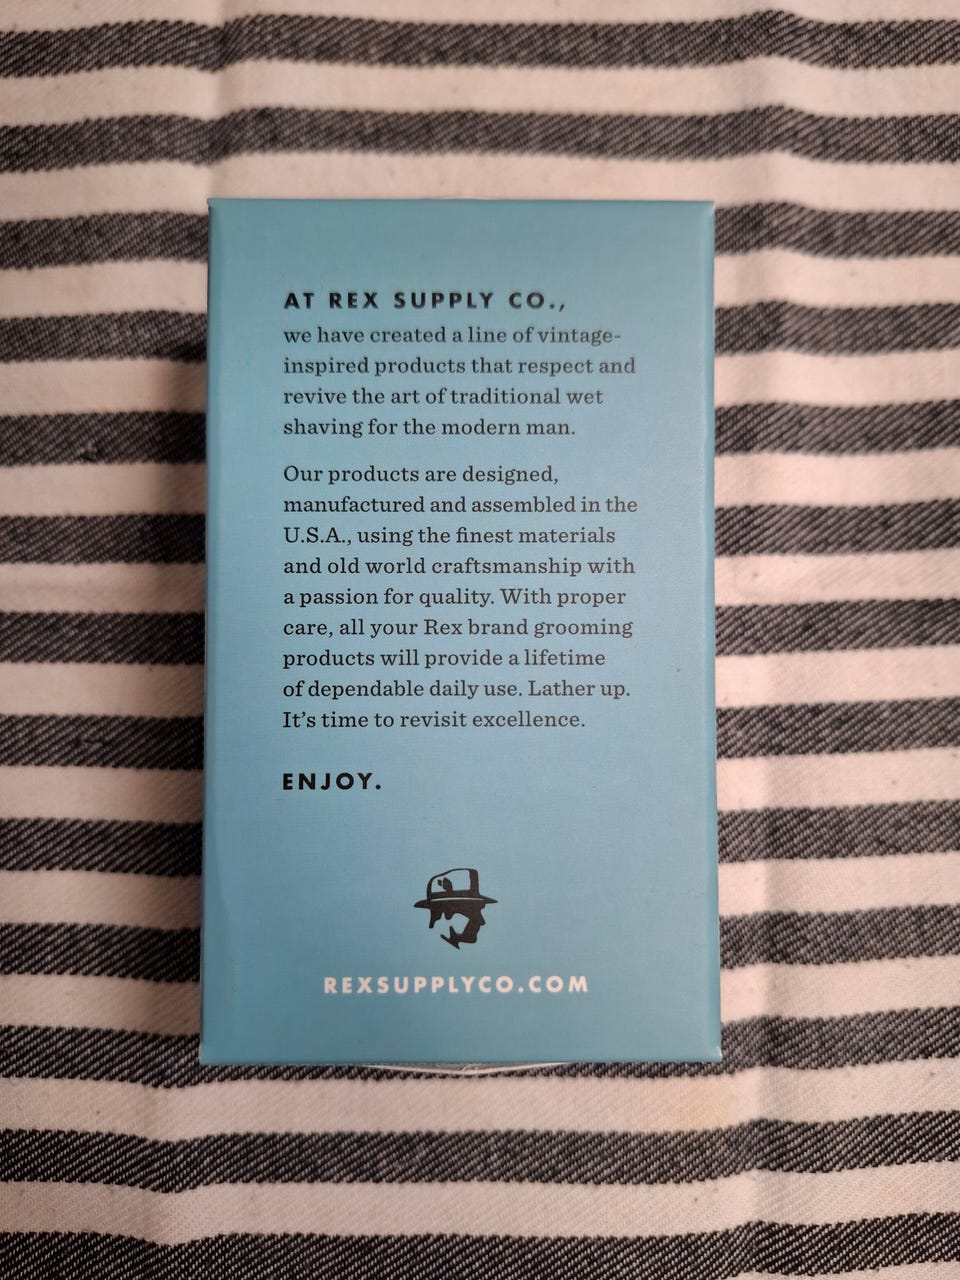 AT REX SUPPLY CO.,
we have created a line of vintage-
inspired products that respect and
revive the art of traditional wet
shaving for the modern man.
Our products are designed,
manufactured and assembled in the
U.S.A., using the finest materials
and old world craftsmanship with
a passion for quality. With proper
care, all your Rex brand grooming
products will provide a lifetime
of dependable daily use. Lather up.
It's time to revisit excellence.
ENJOY.
REXSUPPLYCO.COM